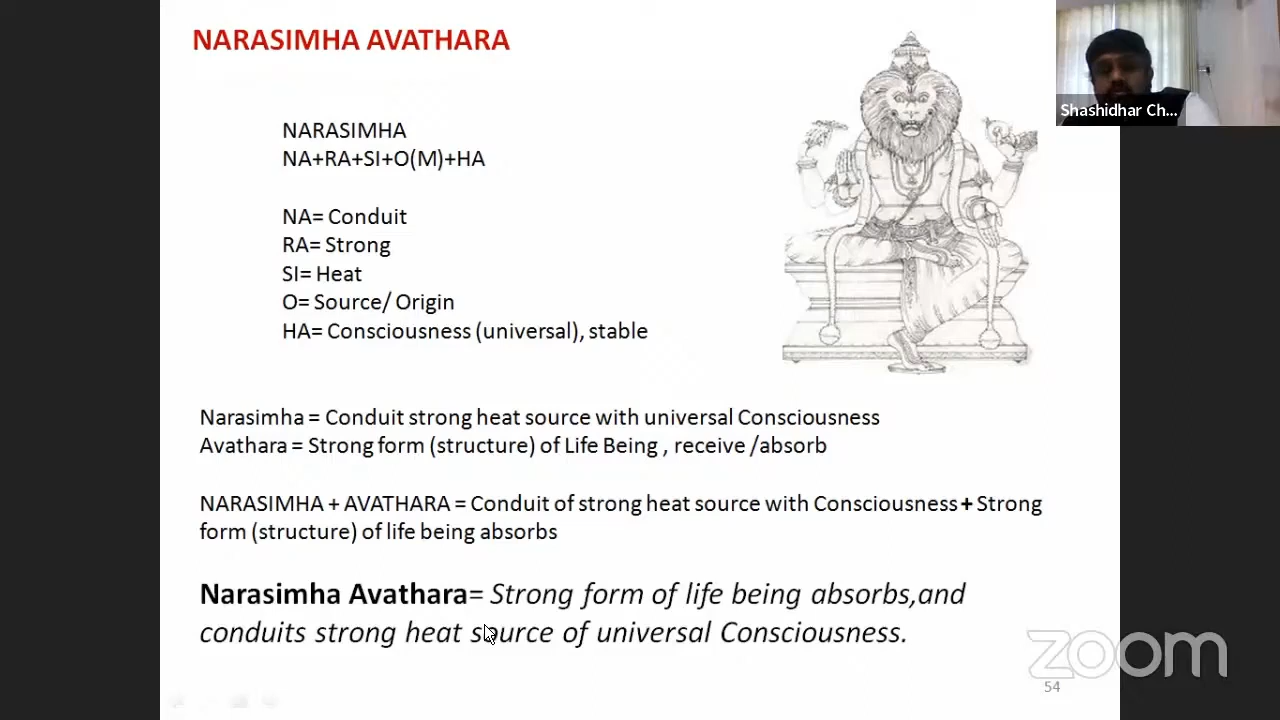 NARASIMHA AVATHARA
Shashidhar Ch...
NARASIMHA
NA+RA+SI+O(M)+HA
NA= Conduit
RA= Strong
SI= Heat
O= Source/ Origin
HA= Consciousness (universal), stable
Narasimha = Conduit strong heat source with universal Consciousness
Avathara = Strong form (structure) of Life Being , receive /absorb
NARASIMHA + AVATHARA = Conduit of strong heat source with Consciousness + Strong
form (structure) of life being absorbs
Narasimha Avathara= Strong form of life being absorbs,and
conduits strong heat source of universal Consciousness.
zoom
54